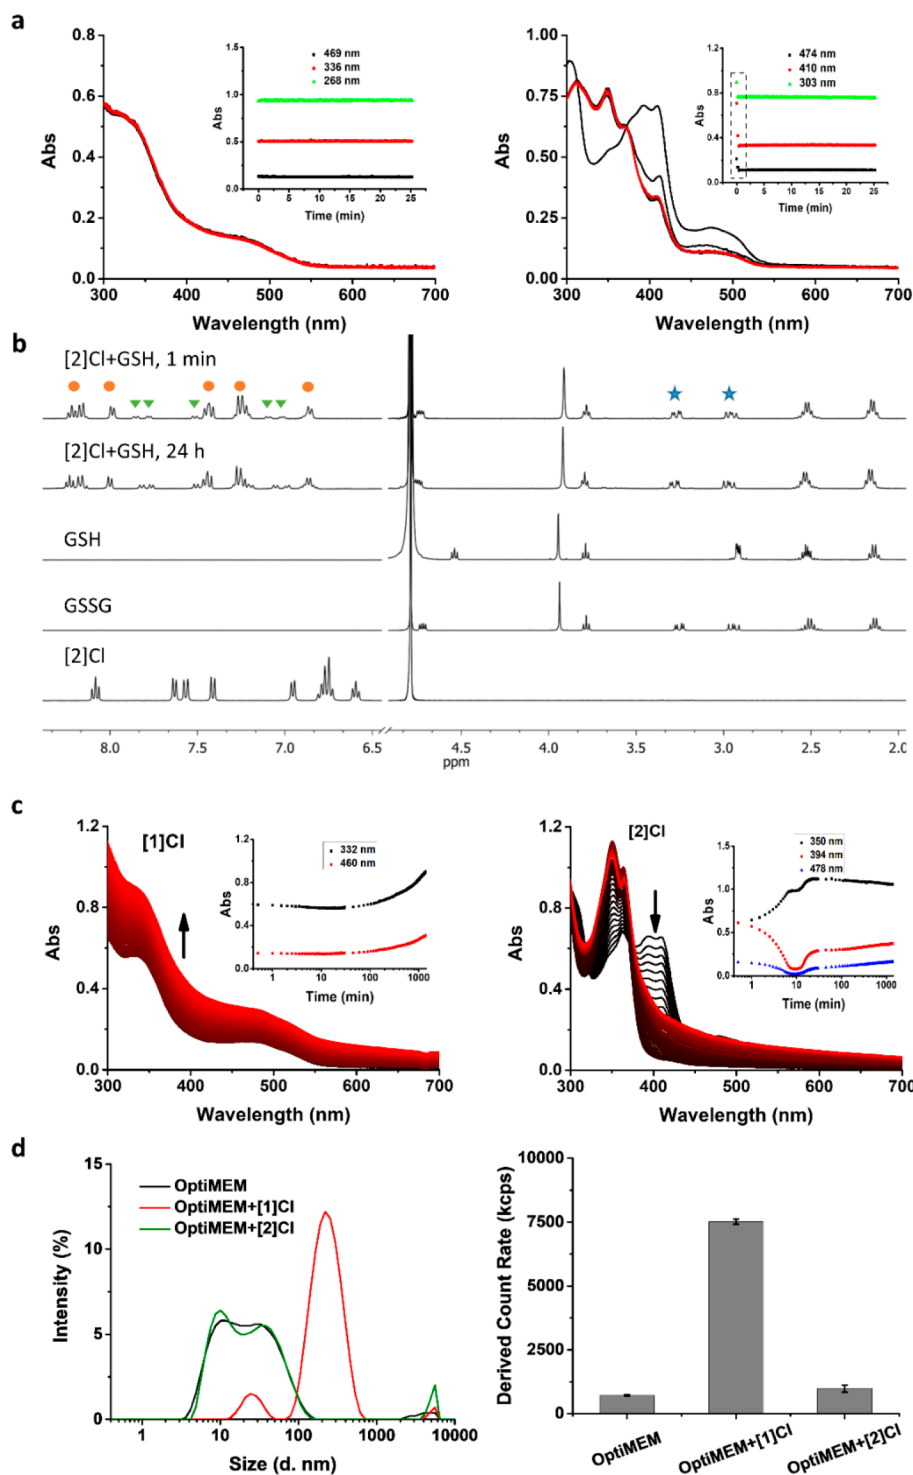 a
Abs
0.8
0.6
0.4
0.2
0.0
300 400 500 600 700
Wavelength (nm)
Abs
1.5
1.0
0.5
0.0
0 5 10 15 20 25
Time (min)
469 nm
336 nm
268 nm
Abs
1.00
0.75
0.50
0.25
0.00
300 400 500 600 700
Wavelength (nm)
Abs
1.2
0.8
0.4
0.0
0 5 10 15 20 25
Time (min)
474 nm
410 nm
303 nm
b
[2]Cl+GSH, 1 min
[2]Cl+GSH, 24 h
GSH
GSSG
[2]Cl
8.0 7.5 7.0 6.5 4.5 4.0 3.5 3.0 2.5 2.0
ppm
c
Abs
1.2
0.8
0.4
0.0
300 400 500 600 700
Wavelength (nm)
[1]Cl
Abs
1.5
1.0
0.5
0.0
1 10 100 1000
Time (min)
332 nm
460 nm
Abs
1.2
0.8
0.4
0.0
300 400 500 600 700
Wavelength (nm)
[2]Cl
Abs
1.5
1.0
0.5
0.0
1 10 100 1000
Time (min)
350 nm
394 nm
478 nm
d
Intensity (%)
15
10
5
0
1 10 100 1000 10000
Size (d. nm)
OptiMEM
OptiMEM+[1]Cl
OptiMEM+[2]Cl
Derived Count Rate (kcps)
10000
7500
5000
2500
0
OptiMEM
OptiMEM+[1]Cl
OptiMEM+[2]Cl